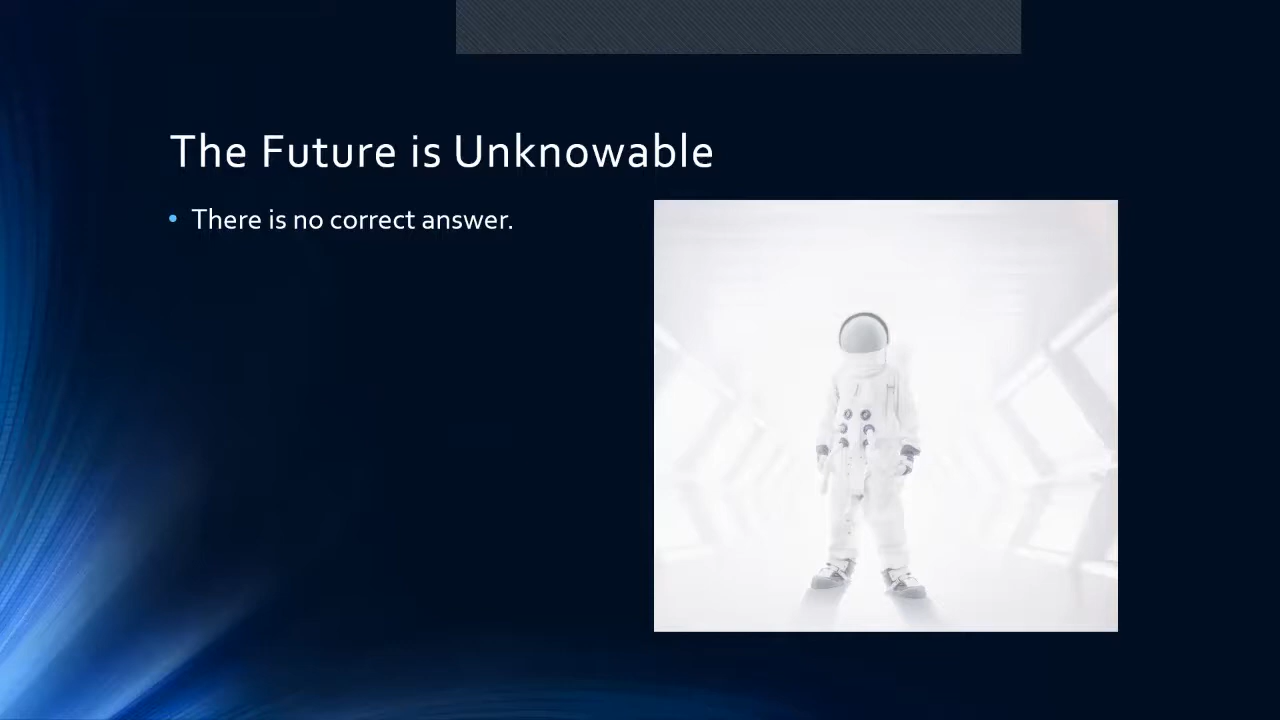 The Future is Unknowable
• There is no correct answer.